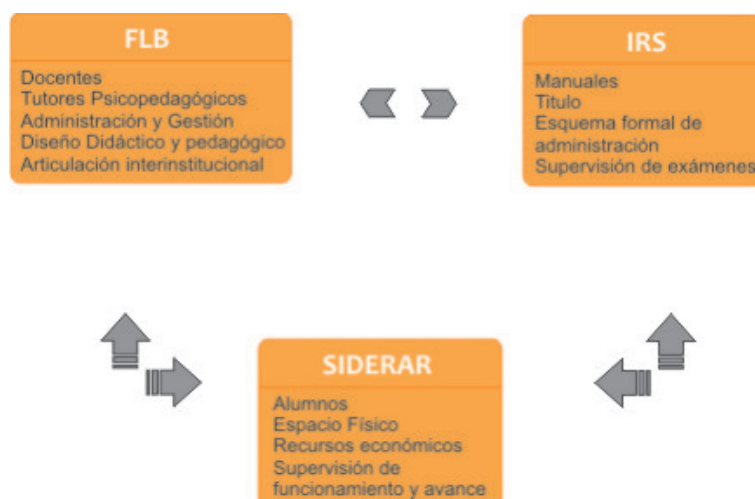 FLB
Docentes
Tutores Psicopedagógicos
Administración y Gestión
Diseño Didáctico y pedagógico
Articulación interinstitucional
IRS
Manuales
Titulo
Esquema formal de
administración
Supervisión de exámenes
SIDERAR
Alumnos
Espacio Físico
Recursos económicos
Supervisión de
funcionamiento y avance